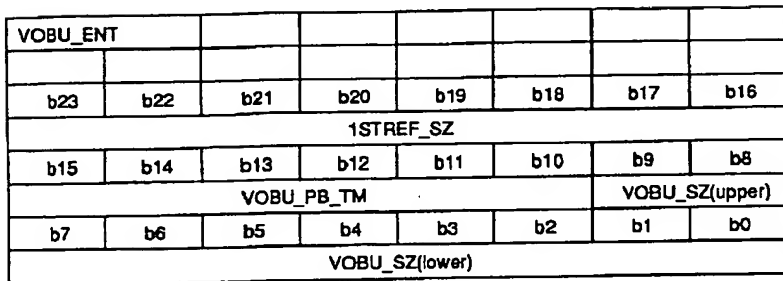 VOBU_ENT
b23 b22 b21 b20 b19 b18 b17 b16
1STREF_SZ
b15 b14 b13 b12 b11 b10 b9 b8
VOBU_PB_TM VOBU_SZ(upper)
b7 b6 b5 b4 b3 b2 b1 b0
VOBU_SZ(lower)